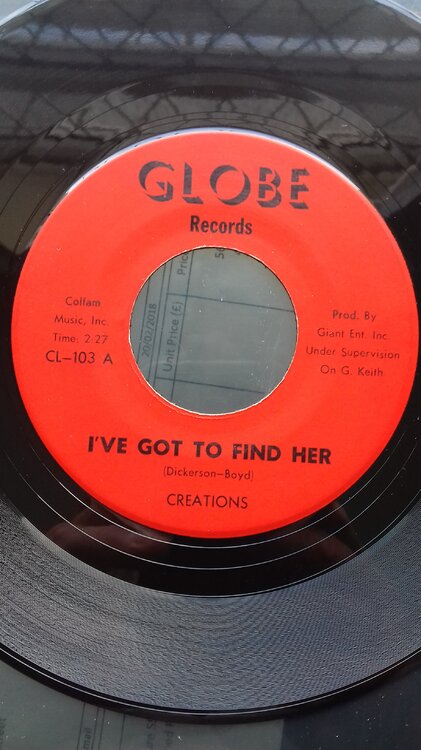 GLOBE
Records
Collam
Music, Inc.
Time: 2:27
CL-103 A
Prod. By
Giant Ent. Inc.
Under Supervision
On G. Keith
20/02/2018
Unit Price (£)
I'VE GOT TO FIND HER
(Dickerson-Boyd)
CREATIONS